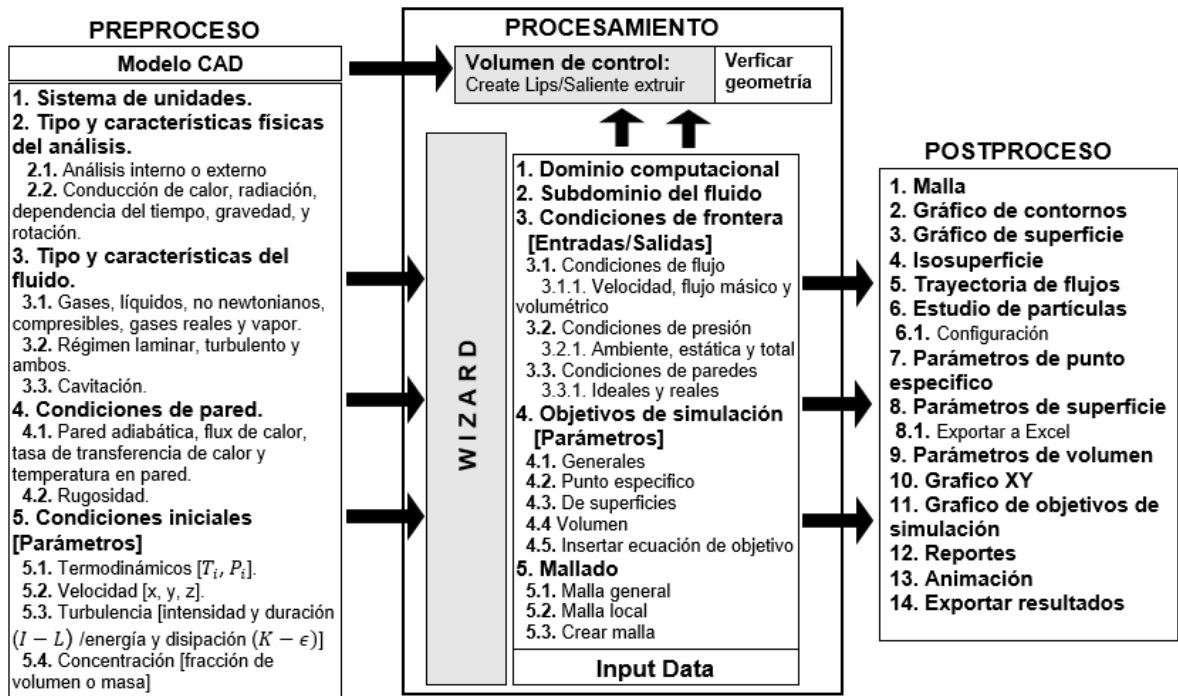 PREPROCESO
Modelo CAD
1. Sistema de unidades.
2. Tipo y características físicas
del análisis.
2.1. Análisis interno o externo
2.2. Conducción de calor, radiación,
dependencia del tiempo, gravedad, y
rotación.
3. Tipo y características del
fluido.
3.1. Gases, líquidos, no newtonianos,
compresibles, gases reales y vapor.
3.2. Régimen laminar, turbulento y
ambos.
3.3. Cavitación.
4. Condiciones de pared.
4.1. Pared adiabática, flux de calor,
tasa de transferencia de calor y
temperatura en pared.
4.2. Rugosidad.
5. Condiciones iniciales
[Parámetros]
5.1. Termodinámicos [T_i, P_i].
5.2. Velocidad [x, y, z].
5.3. Turbulencia [intensidad y duración
(I − L) /energía y disipación (K − ϵ)]
5.4. Concentración [fracción de
volumen o masa]
PROCESAMIENTO
Volumen de control:
Create Lips/Saliente extruir
Verficar
geometría
WIZARD
1. Dominio computacional
2. Subdominio del fluido
3. Condiciones de frontera
[Entradas/Salidas]
3.1. Condiciones de flujo
3.1.1. Velocidad, flujo másico y
volumétrico
3.2. Condiciones de presión
3.2.1. Ambiente, estática y total
3.3. Condiciones de paredes
3.3.1. Ideales y reales
4. Objetivos de simulación
[Parámetros]
4.1. Generales
4.2. Punto especifico
4.3. De superficies
4.4 Volumen
4.5. Insertar ecuación de objetivo
5. Mallado
5.1. Malla general
5.2. Malla local
5.3. Crear malla
Input Data
POSTPROCESO
1. Malla
2. Gráfico de contornos
3. Gráfico de superficie
4. Isosuperficie
5. Trayectoria de flujos
6. Estudio de partículas
6.1. Configuración
7. Parámetros de punto
especifico
8. Parámetros de superficie
8.1. Exportar a Excel
9. Parámetros de volumen
10. Grafico XY
11. Grafico de objetivos de
simulación
12. Reportes
13. Animación
14. Exportar resultados